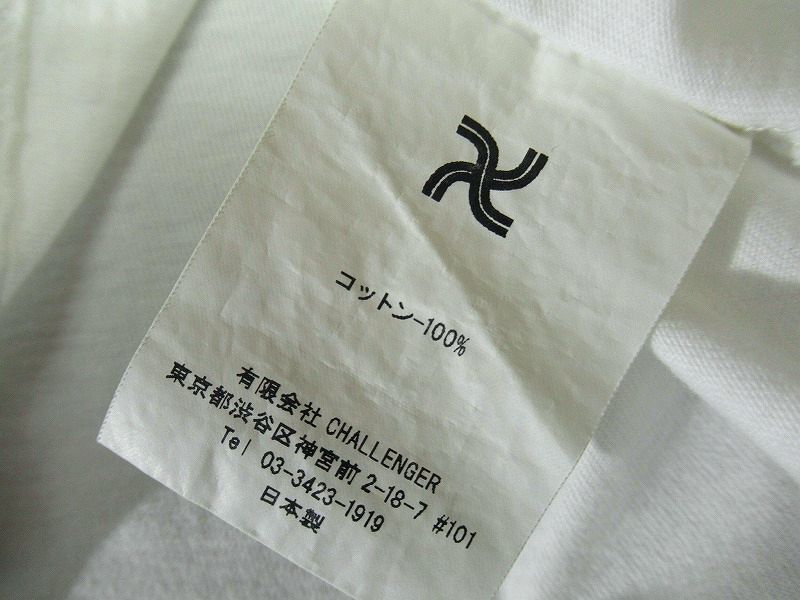 コットン-100%
有限会社 CHALLENGER
東京都渋谷区神宮前 2-18-7 #101
Tel 03-3423-1919
日本製